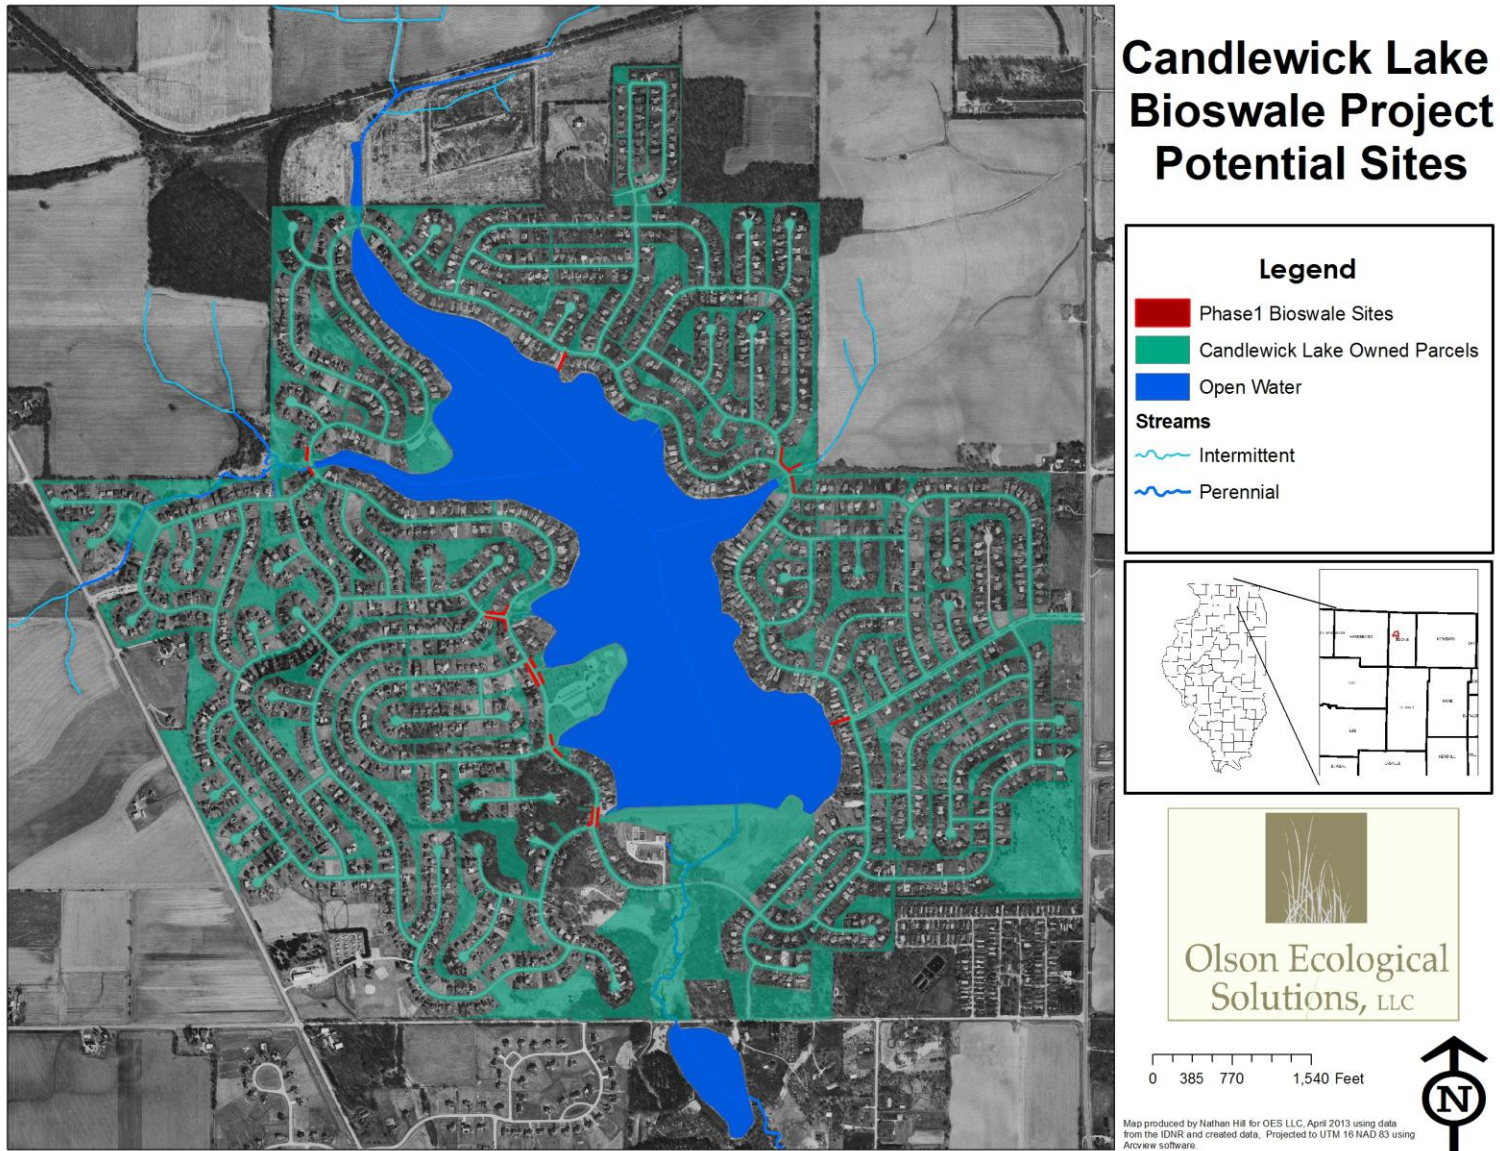 Candlewick Lake
Bioswale Project
Potential Sites
Legend
Phase1 Bioswale Sites
Candlewick Lake Owned Parcels
Open Water
Streams
Intermittent
Perennial
Olson Ecological
Solutions, LLC
0 385 770 1,540 Feet
N
Map produced by Nathan Hill for OES LLC, April 2013 using data
from the IDNR and created data, Projected to UTM 16 NAD 83 using
Arcview software.